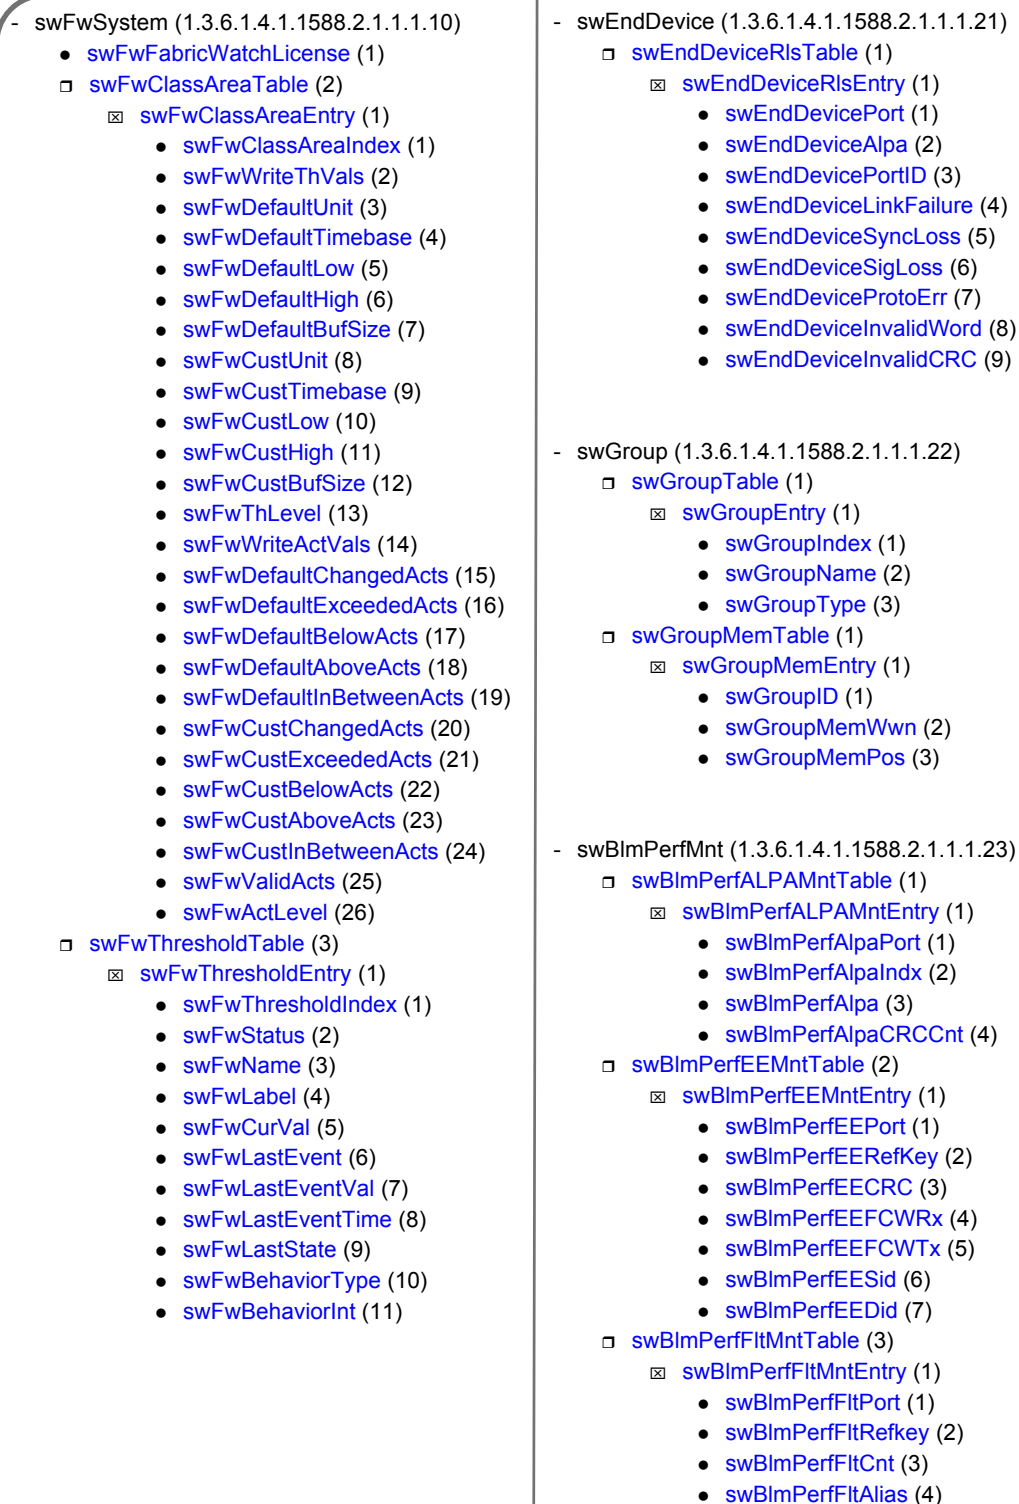 - swFwSystem (1.3.6.1.4.1.1588.2.1.1.1.10)
● swFwFabricWatchLicense (1)
❒ swFwClassAreaTable (2)
☒ swFwClassAreaEntry (1)
● swFwClassAreaIndex (1)
● swFwWriteThVals (2)
● swFwDefaultUnit (3)
● swFwDefaultTimebase (4)
● swFwDefaultLow (5)
● swFwDefaultHigh (6)
● swFwDefaultBufSize (7)
● swFwCustUnit (8)
● swFwCustTimebase (9)
● swFwCustLow (10)
● swFwCustHigh (11)
● swFwCustBufSize (12)
● swFwThLevel (13)
● swFwWriteActVals (14)
● swFwDefaultChangedActs (15)
● swFwDefaultExceededActs (16)
● swFwDefaultBelowActs (17)
● swFwDefaultAboveActs (18)
● swFwDefaultInBetweenActs (19)
● swFwCustChangedActs (20)
● swFwCustExceededActs (21)
● swFwCustBelowActs (22)
● swFwCustAboveActs (23)
● swFwCustInBetweenActs (24)
● swFwValidActs (25)
● swFwActLevel (26)
❒ swFwThresholdTable (3)
☒ swFwThresholdEntry (1)
● swFwThresholdIndex (1)
● swFwStatus (2)
● swFwName (3)
● swFwLabel (4)
● swFwCurVal (5)
● swFwLastEvent (6)
● swFwLastEventVal (7)
● swFwLastEventTime (8)
● swFwLastState (9)
● swFwBehaviorType (10)
● swFwBehaviorInt (11)
- swEndDevice (1.3.6.1.4.1.1588.2.1.1.1.21)
❒ swEndDeviceRlsTable (1)
☒ swEndDeviceRlsEntry (1)
● swEndDevicePort (1)
● swEndDeviceAlpa (2)
● swEndDevicePortID (3)
● swEndDeviceLinkFailure (4)
● swEndDeviceSyncLoss (5)
● swEndDeviceSigLoss (6)
● swEndDeviceProtoErr (7)
● swEndDeviceInvalidWord (8)
● swEndDeviceInvalidCRC (9)
- swGroup (1.3.6.1.4.1.1588.2.1.1.1.22)
❒ swGroupTable (1)
☒ swGroupEntry (1)
● swGroupIndex (1)
● swGroupName (2)
● swGroupType (3)
❒ swGroupMemTable (1)
☒ swGroupMemEntry (1)
● swGroupID (1)
● swGroupMemWwn (2)
● swGroupMemPos (3)
- swBlmPerfMnt (1.3.6.1.4.1.1588.2.1.1.1.23)
❒ swBlmPerfALPAMntTable (1)
☒ swBlmPerfALPAMntEntry (1)
● swBlmPerfAlpaPort (1)
● swBlmPerfAlpaIndx (2)
● swBlmPerfAlpa (3)
● swBlmPerfAlpaCRCCnt (4)
❒ swBlmPerfEEMntTable (2)
☒ swBlmPerfEEMntEntry (1)
● swBlmPerfEEPort (1)
● swBlmPerfEERefKey (2)
● swBlmPerfEECRC (3)
● swBlmPerfEEFCWRx (4)
● swBlmPerfEEFCWTx (5)
● swBlmPerfEESid (6)
● swBlmPerfEEDid (7)
❒ swBlmPerfFltMntTable (3)
☒ swBlmPerfFltMntEntry (1)
● swBlmPerfFltPort (1)
● swBlmPerfFltRefkey (2)
● swBlmPerfFltCnt (3)
● swBlmPerfFltAlias (4)